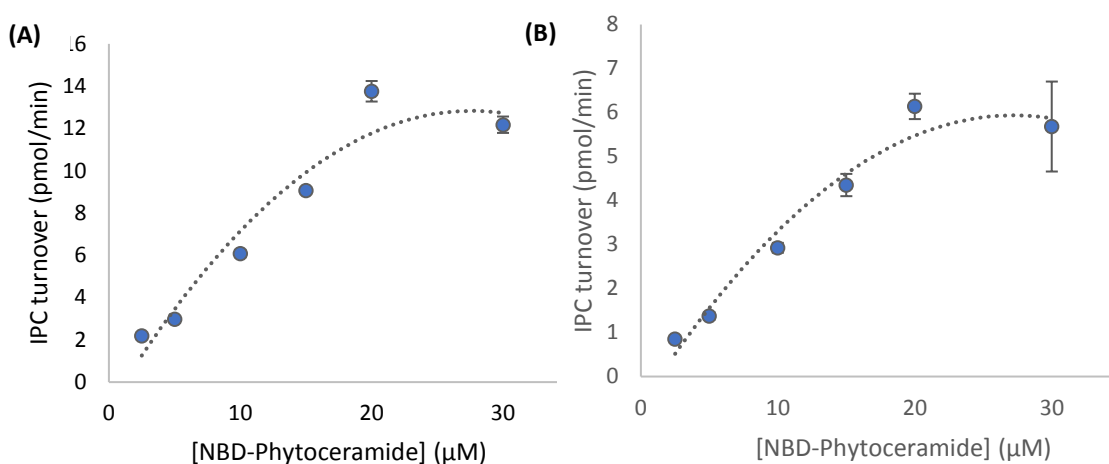 (A)
16
14
12
10
8
6
4
2
0
IPC turnover (pmol/min)
0 10 20 30
[NBD-Phytoceramide] (µM)
(B)
8
7
6
5
4
3
2
1
0
IPC turnover (pmol/min)
0 10 20 30
[NBD-Phytoceramide] (µM)